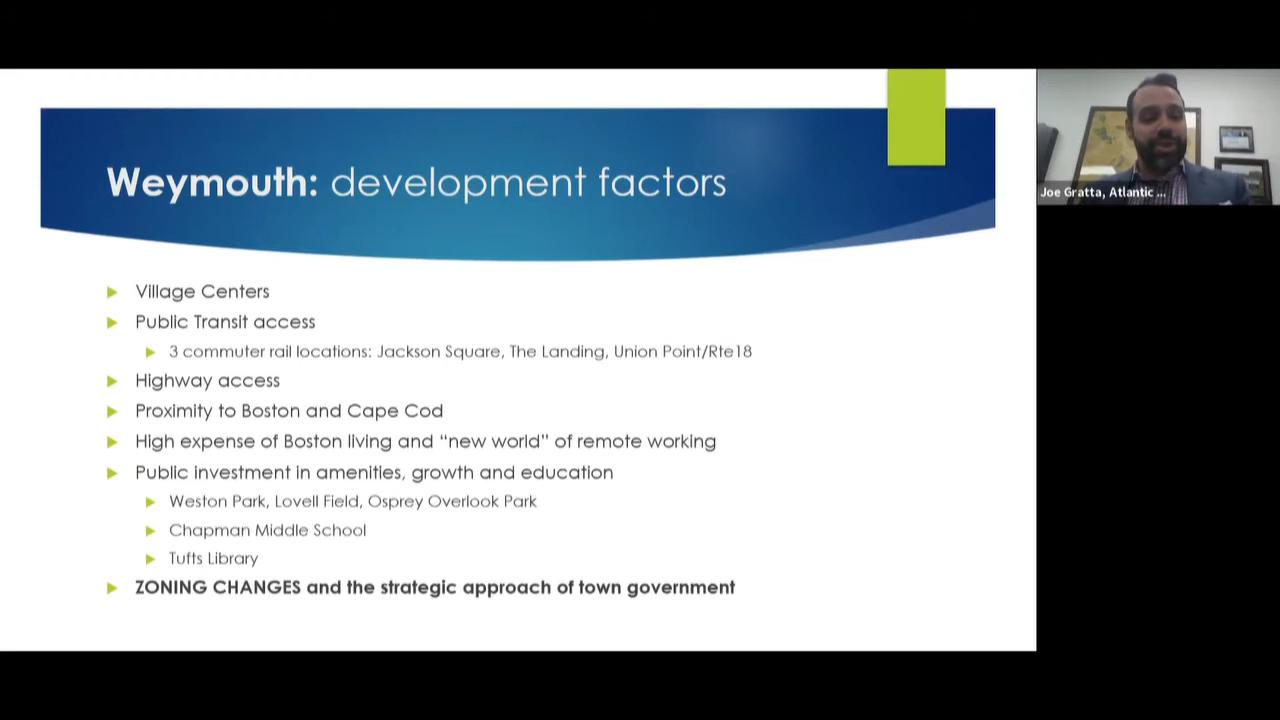 Weymouth: development factors
Village Centers
Public Transit access
3 commuter rail locations: Jackson Square, The Landing, Union Point/Rte18
Highway access
Proximity to Boston and Cape Cod
High expense of Boston living and “new world” of remote working
Public investment in amenities, growth and education
Weston Park, Lovell Field, Osprey Overlook Park
Chapman Middle School
Tufts Library
ZONING CHANGES and the strategic approach of town government
Joe Gratta, Atlantic ...